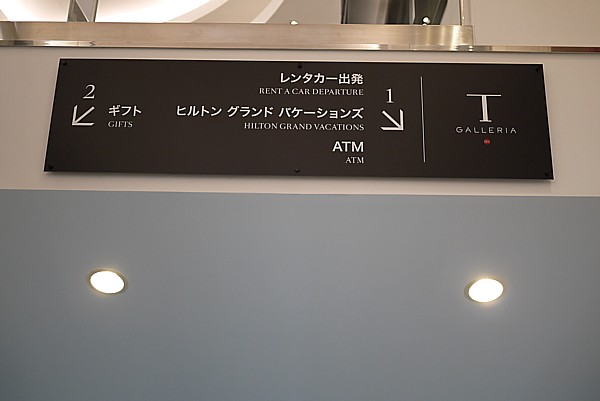 2
ギフト
GIFTS
レンタカー出発
RENT A CAR DEPARTURE
ヒルトン グランド バケーションズ
HILTON GRAND VACATIONS
ATM
ATM
1
T
GALLERIA